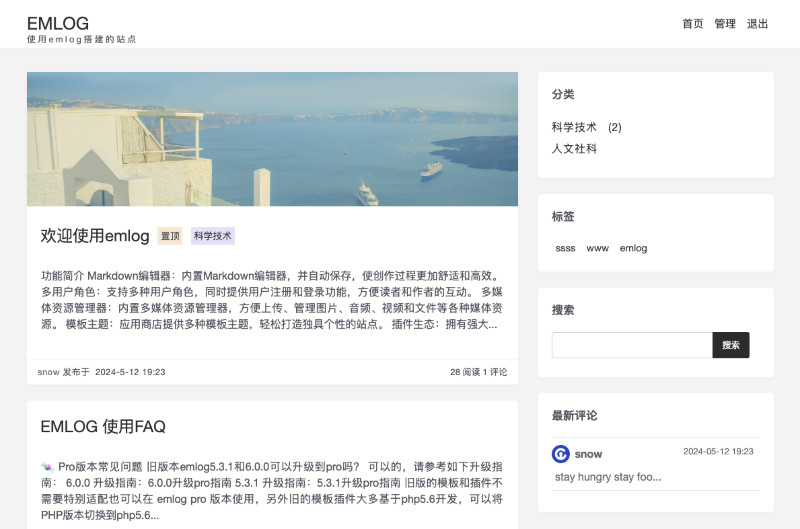 EMLOG
使用emlog搭建的站点
首页 管理 退出
欢迎使用emlog 置顶 科学技术
功能简介 Markdown编辑器：内置Markdown编辑器，并自动保存，使创作过程更加舒适和高效。
多用户角色：支持多种用户角色，同时提供用户注册和登录功能，方便读者和作者的互动。 多媒
体资源管理器：内置多媒体资源管理器，方便上传、管理图片、音频、视频和文件等各种媒体资
源。 模板主题：应用商店提供多种模板主题，轻松打造独具个性的站点。 插件生态：拥有强大...
snow 发布于 2024-5-12 19:23
28 阅读 1 评论
EMLOG 使用FAQ
Pro版本常见问题 旧版本emlog5.3.1和6.0.0可以升级到pro吗？ 可以的，请参考如下升级指
南： 6.0.0 升级指南：6.0.0升级pro指南 5.3.1 升级指南：5.3.1升级pro指南 旧版的模板和插件不
需要特别适配也可以在 emlog pro 版本使用，另外旧的模板插件大多基于php5.6开发，可以将
PHP版本切换到php5.6...
分类
科学技术 (2)
人文社科
标签
ssss www emlog
搜索
搜索
最新评论
snow 2024-05-12 19:23
stay hungry stay foo...